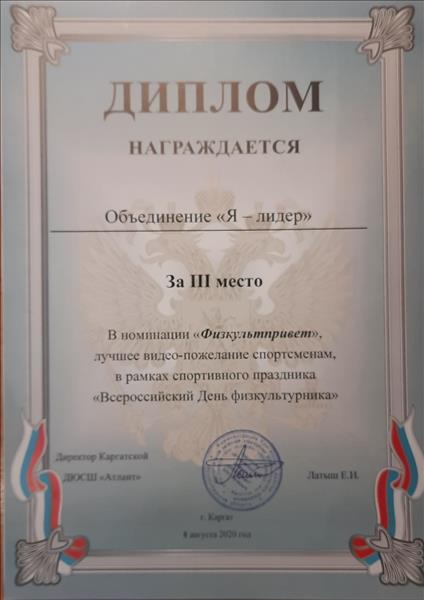 ДИПЛОМ
НАГРАЖДАЕТСЯ
Объединение «Я – лидер»
За III место
В номинации «Физкультпривет»,
лучшее видео-пожелание спортсменам,
в рамках спортивного праздника
«Всероссийский День физкультурника»
Директор Каргатской
ДЮСШ «Атлант»
Латыш Е.И.
г. Каргат
8 августа 2020 год